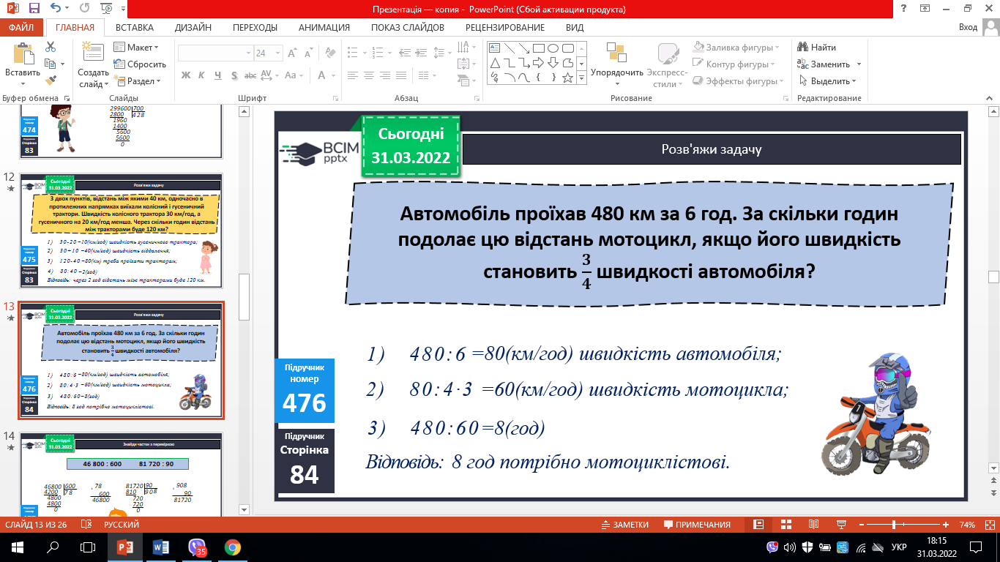 Презентація — копия - PowerPoint (Сбой активации продукта)
ФАЙЛ ГЛАВНАЯ ВСТАВКА ДИЗАЙН ПЕРЕХОДЫ АНИМАЦИЯ ПОКАЗ СЛАЙДОВ РЕЦЕНЗИРОВАНИЕ ВИД Вход
Вставить
Буфер обмена
Создать слайд
Макет
Сбросить
Раздел
Слайды
24
Ж К Ч S abc AV Aa A
Шрифт
Абзац
Упорядочить
Экспресс-стили
Заливка фигуры
Контур фигуры
Эффекты фигуры
Рисование
Найти
Заменить
Выделить
Редактирование
299600 700
2800 428
1960
1400
5600
5600
0
Підручник
номер
474
Підручник
Сторінка
83
12
Сьогодні
31.03.2022
BCIM
pptx
Розв'яжи задачу
З двох пунктів, відстань між якими 40 км, одночасно в
протилежних напрямках виїхали колісний і гусеничний
трактори. Швидкість колісного трактора 30 км/год, а
гусеничного на 20 км/год менша. Через скільки годин відстань
між тракторами буде 120 км?
1) 30-20=10(км/год) швидкість гусеничного трактора;
2) 30+10=40(км/год) швидкість віддалення;
3) 120-40=80(км) треба проїхати тракторам;
4) 80:40=2(год)
Відповідь: через 2 год відстань між тракторами буде 120 км.
Підручник
номер
475
Підручник
Сторінка
83
13
Сьогодні
31.03.2022
BCIM
pptx
Розв'яжи задачу
Автомобіль проїхав 480 км за 6 год. За скільки годин
подолає цю відстань мотоцикл, якщо його швидкість
становить 3/4 швидкості автомобіля?
1) 480:6=80(км/год) швидкість автомобіля;
2) 80:4·3=60(км/год) швидкість мотоцикла;
3) 480:60=8(год)
Відповідь: 8 год потрібно мотоциклістові.
Підручник
номер
476
Підручник
Сторінка
84
14
Сьогодні
31.03.2022
BCIM
pptx
Знайди частки з перевіркою
46 800 : 600 81 720 : 90
46800 600
4200 78
4800
4800
0
78
600
46800
81720 90
810 908
720
720
0
908
90
81720
Сьогодні
31.03.2022
BCIM
pptx
Розв'яжи задачу
Автомобіль проїхав 480 км за 6 год. За скільки годин
подолає цю відстань мотоцикл, якщо його швидкість
становить 3/4 швидкості автомобіля?
1) 480:6=80(км/год) швидкість автомобіля;
2) 80:4·3 =60(км/год) швидкість мотоцикла;
3) 480:60=8(год)
Відповідь: 8 год потрібно мотоциклістові.
Підручник
номер
476
Підручник
Сторінка
84
1
СЛАЙД 13 ИЗ 26 РУССКИЙ ЗАМЕТКИ ПРИМЕЧАНИЯ 74%
35
УКР
18:15
31.03.2022